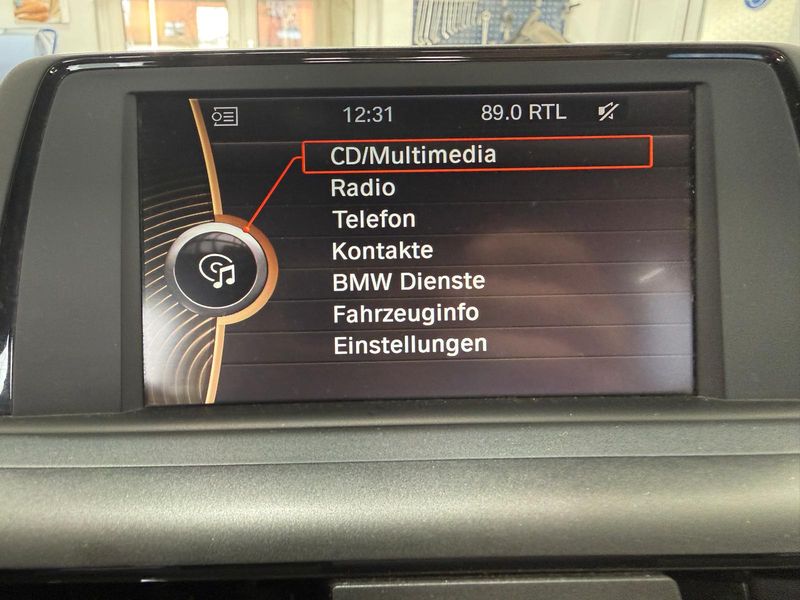 12:31 89.0 RTL
CD/Multimedia
Radio
Telefon
Kontakte
BMW Dienste
Fahrzeuginfo
Einstellungen